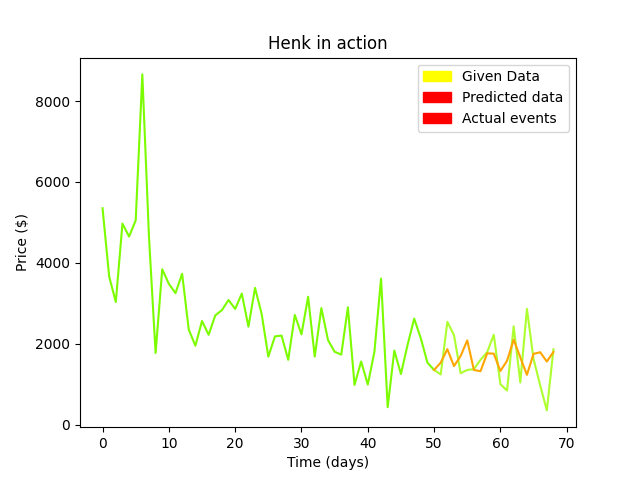 Henk in action
Given Data
Predicted data
Actual events
8000
6000
4000
2000
0
Price ($)
0 10 20 30 40 50 60 70
Time (days)